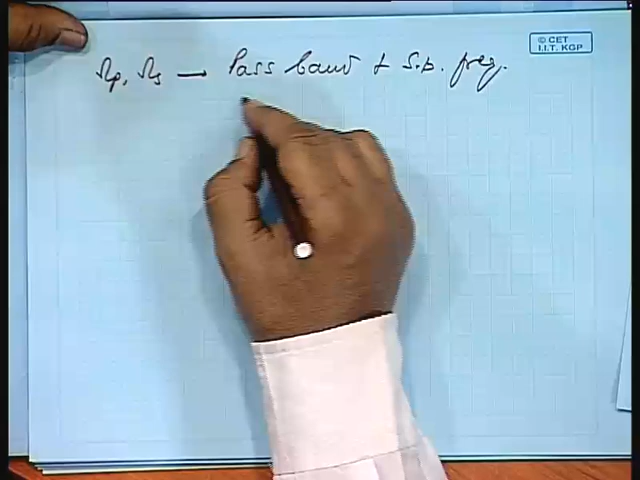 Ωp, Ωs — Pass band & S.b. freq.
© CET
I.I.T. KGP